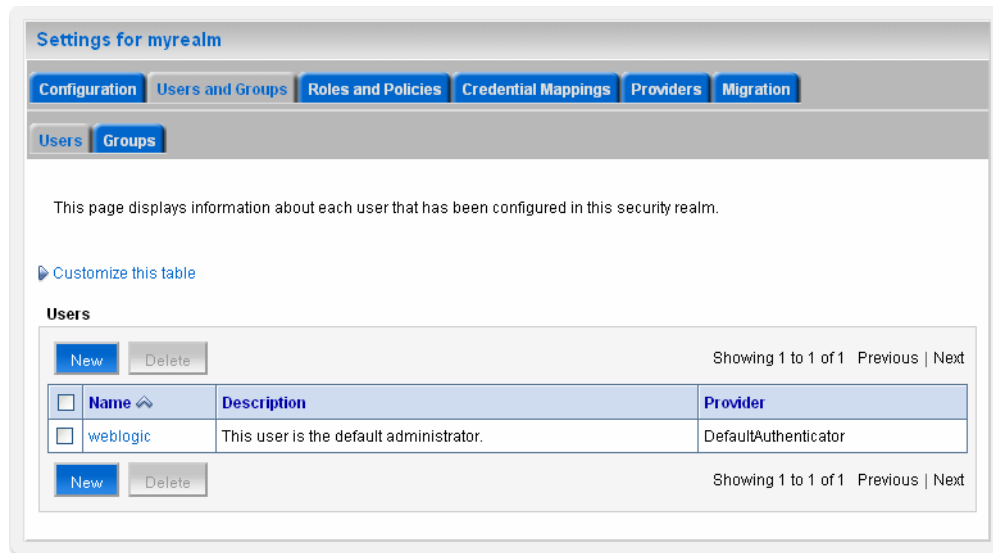 Settings for myrealm
Configuration Users and Groups Roles and Policies Credential Mappings Providers Migration
Users Groups
This page displays information about each user that has been configured in this security realm.
Customize this table
Users
New Delete Showing 1 to 1 of 1 Previous | Next
Name Description Provider
weblogic This user is the default administrator. DefaultAuthenticator
New Delete Showing 1 to 1 of 1 Previous | Next